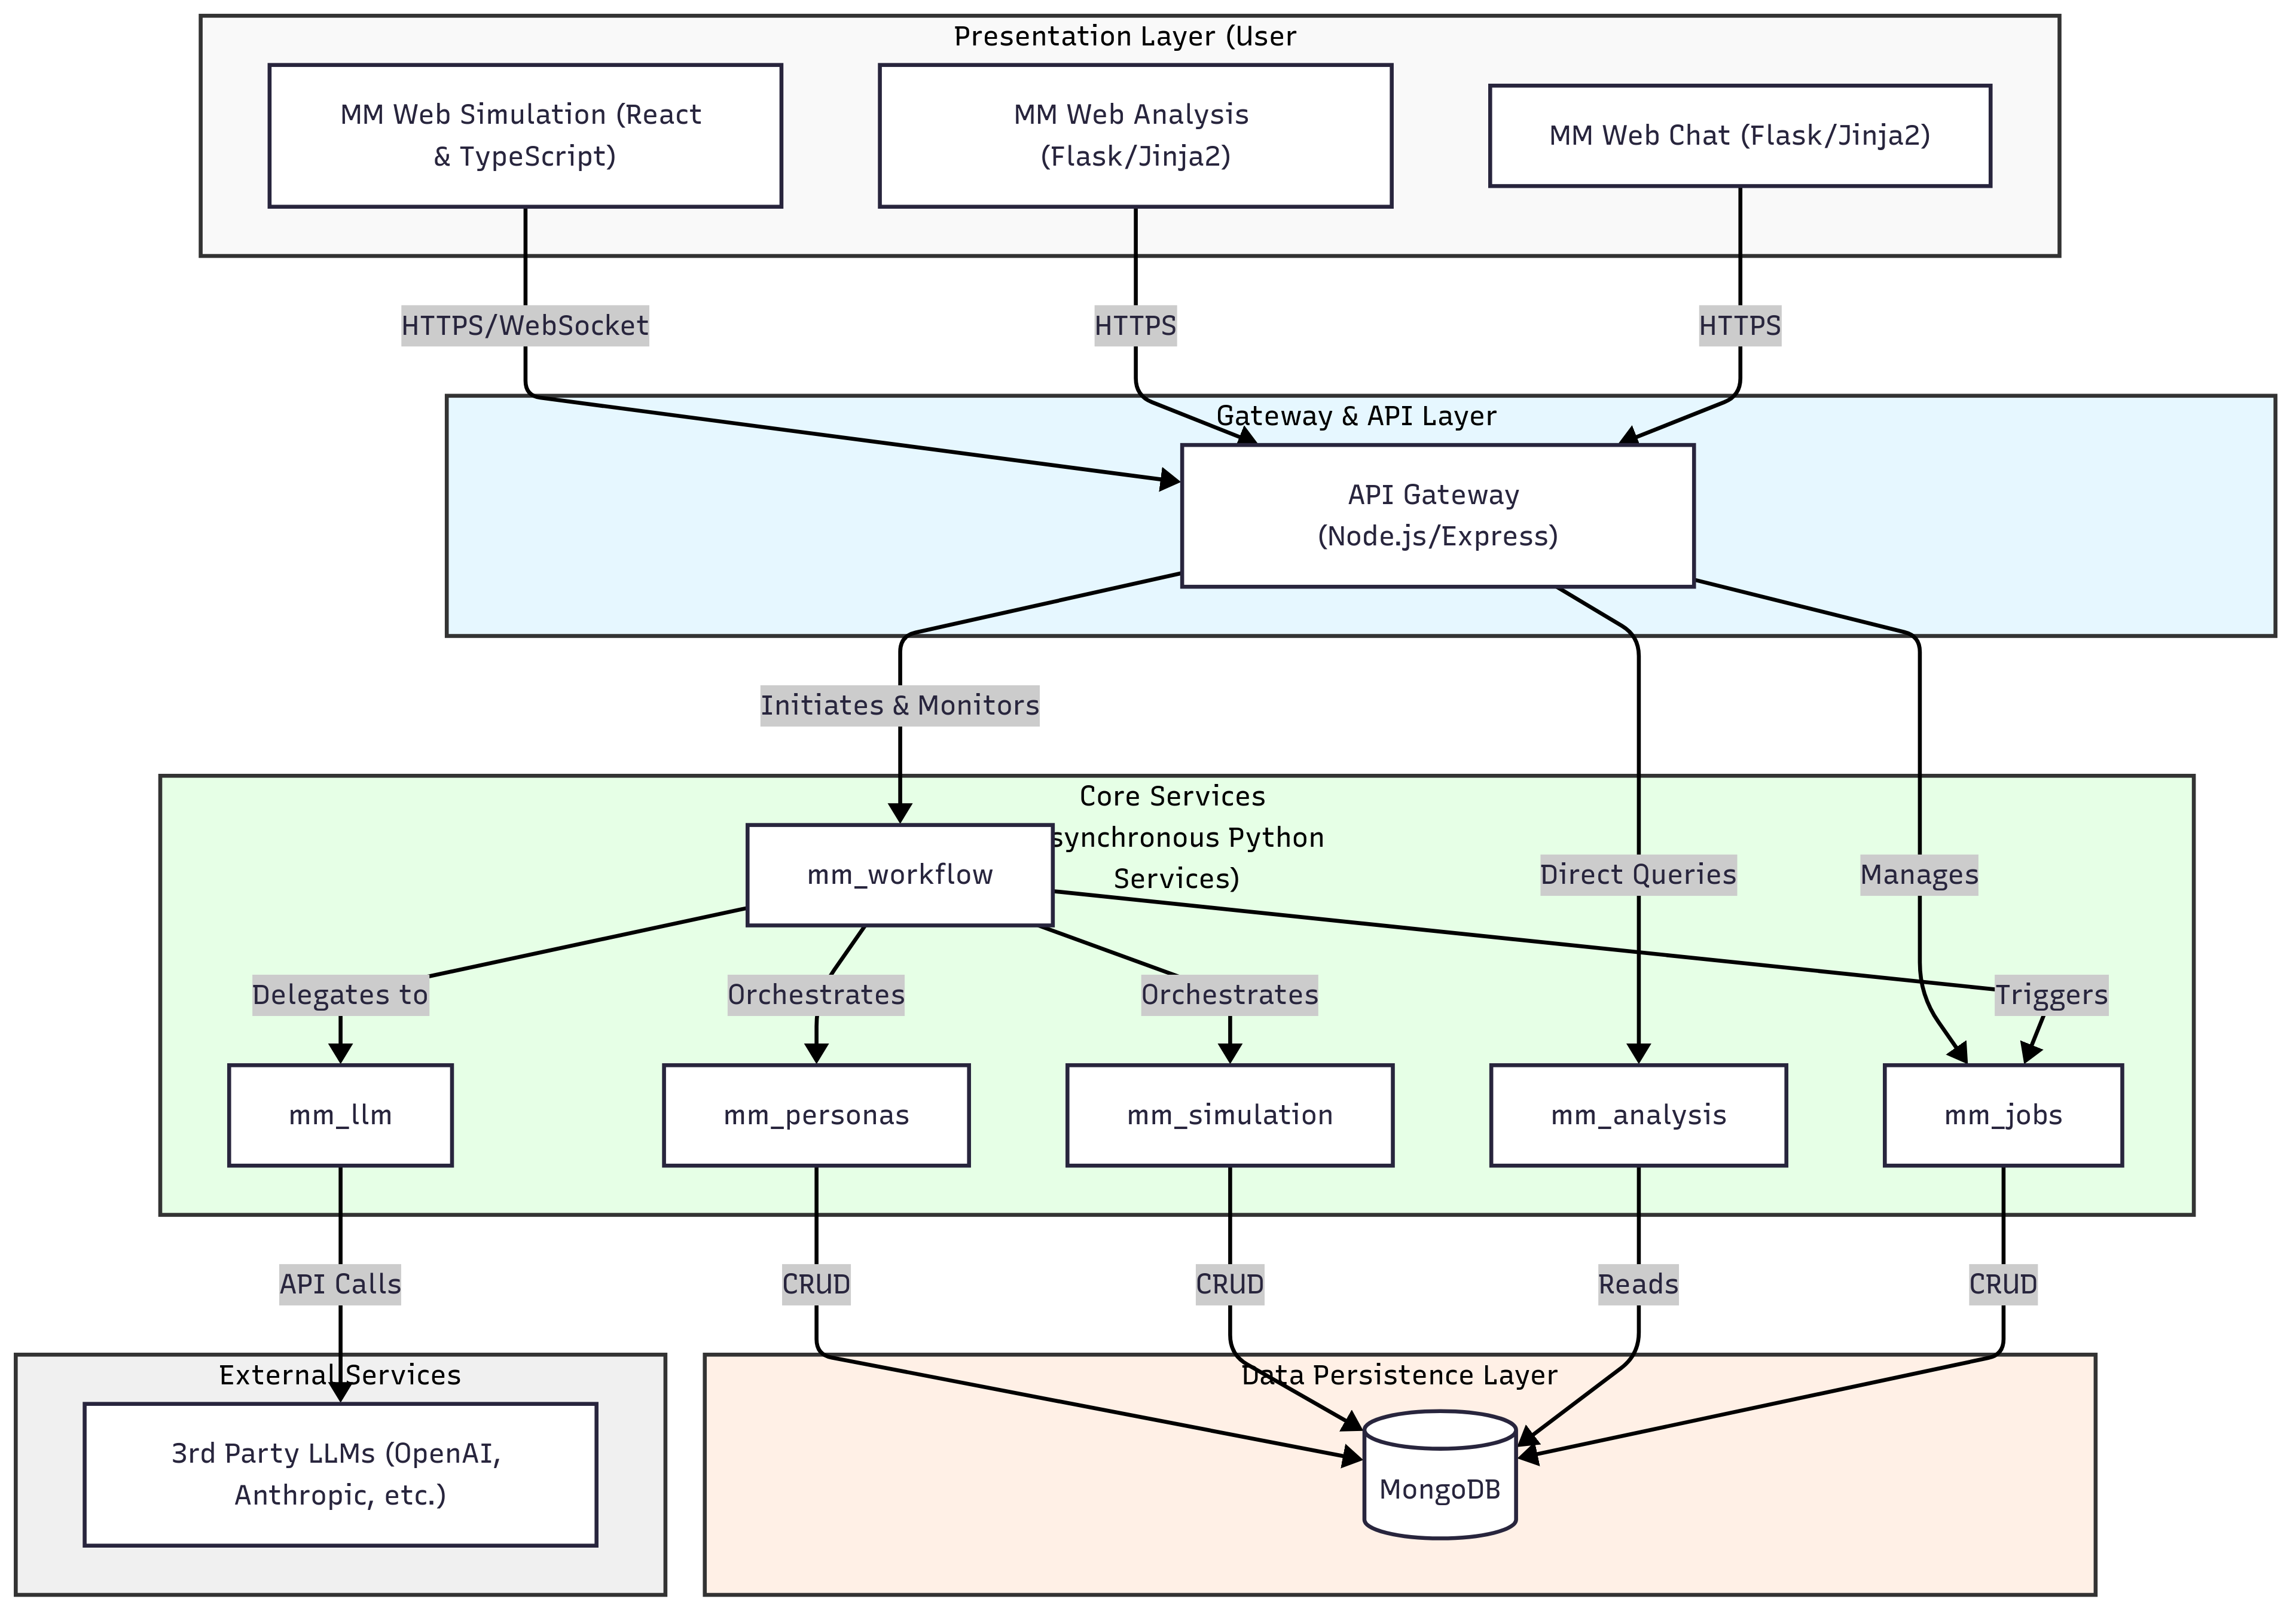 Presentation Layer (User
MM Web Simulation (React
& TypeScript)
MM Web Analysis
(Flask/Jinja2)
MM Web Chat (Flask/Jinja2)
HTTPS/WebSocket
HTTPS
HTTPS
Gateway & API Layer
API Gateway
(Node.js/Express)
Initiates & Monitors
Core Services
synchronous Python
Services)
mm_workflow
Direct Queries
Manages
Delegates to
Orchestrates
Orchestrates
Triggers
mm_llm
mm_personas
mm_simulation
mm_analysis
mm_jobs
API Calls
CRUD
CRUD
Reads
CRUD
External Services
3rd Party LLMs (OpenAI,
Anthropic, etc.)
Data Persistence Layer
MongoDB